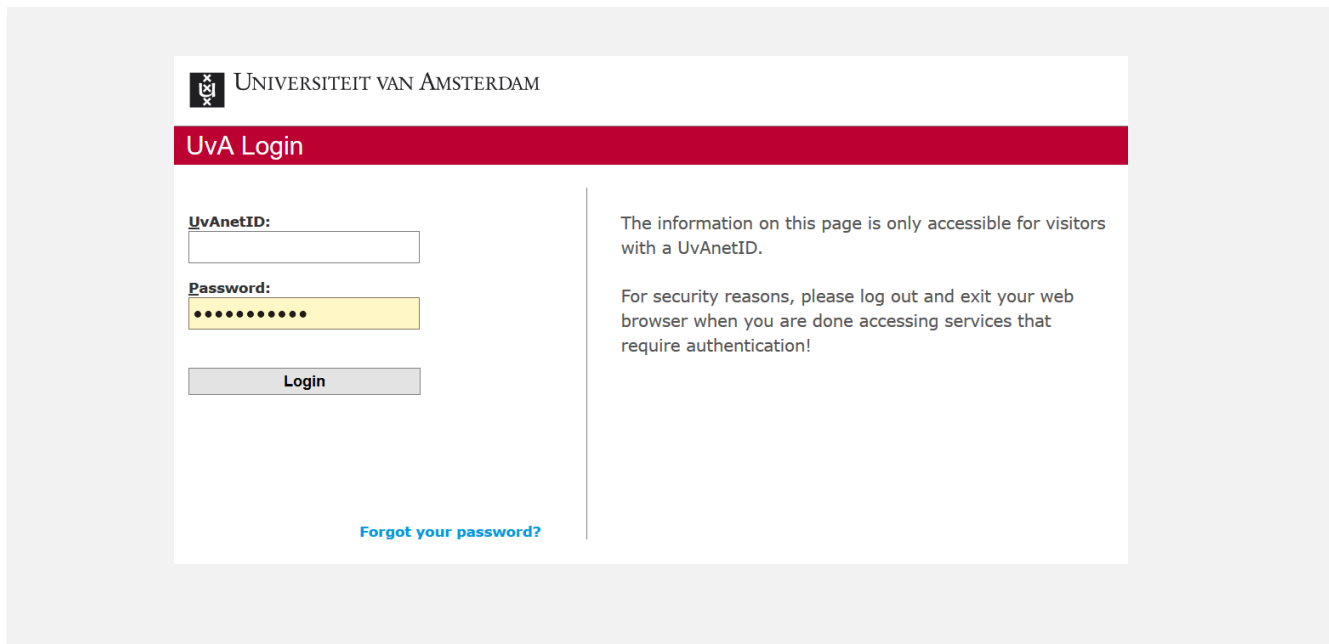 UNIVERSITEIT VAN AMSTERDAM
UvA Login
UvAnetID:
Password:
•••••••••••
Login
Forgot your password?
The information on this page is only accessible for visitors
with a UvAnetID.
For security reasons, please log out and exit your web
browser when you are done accessing services that
require authentication!